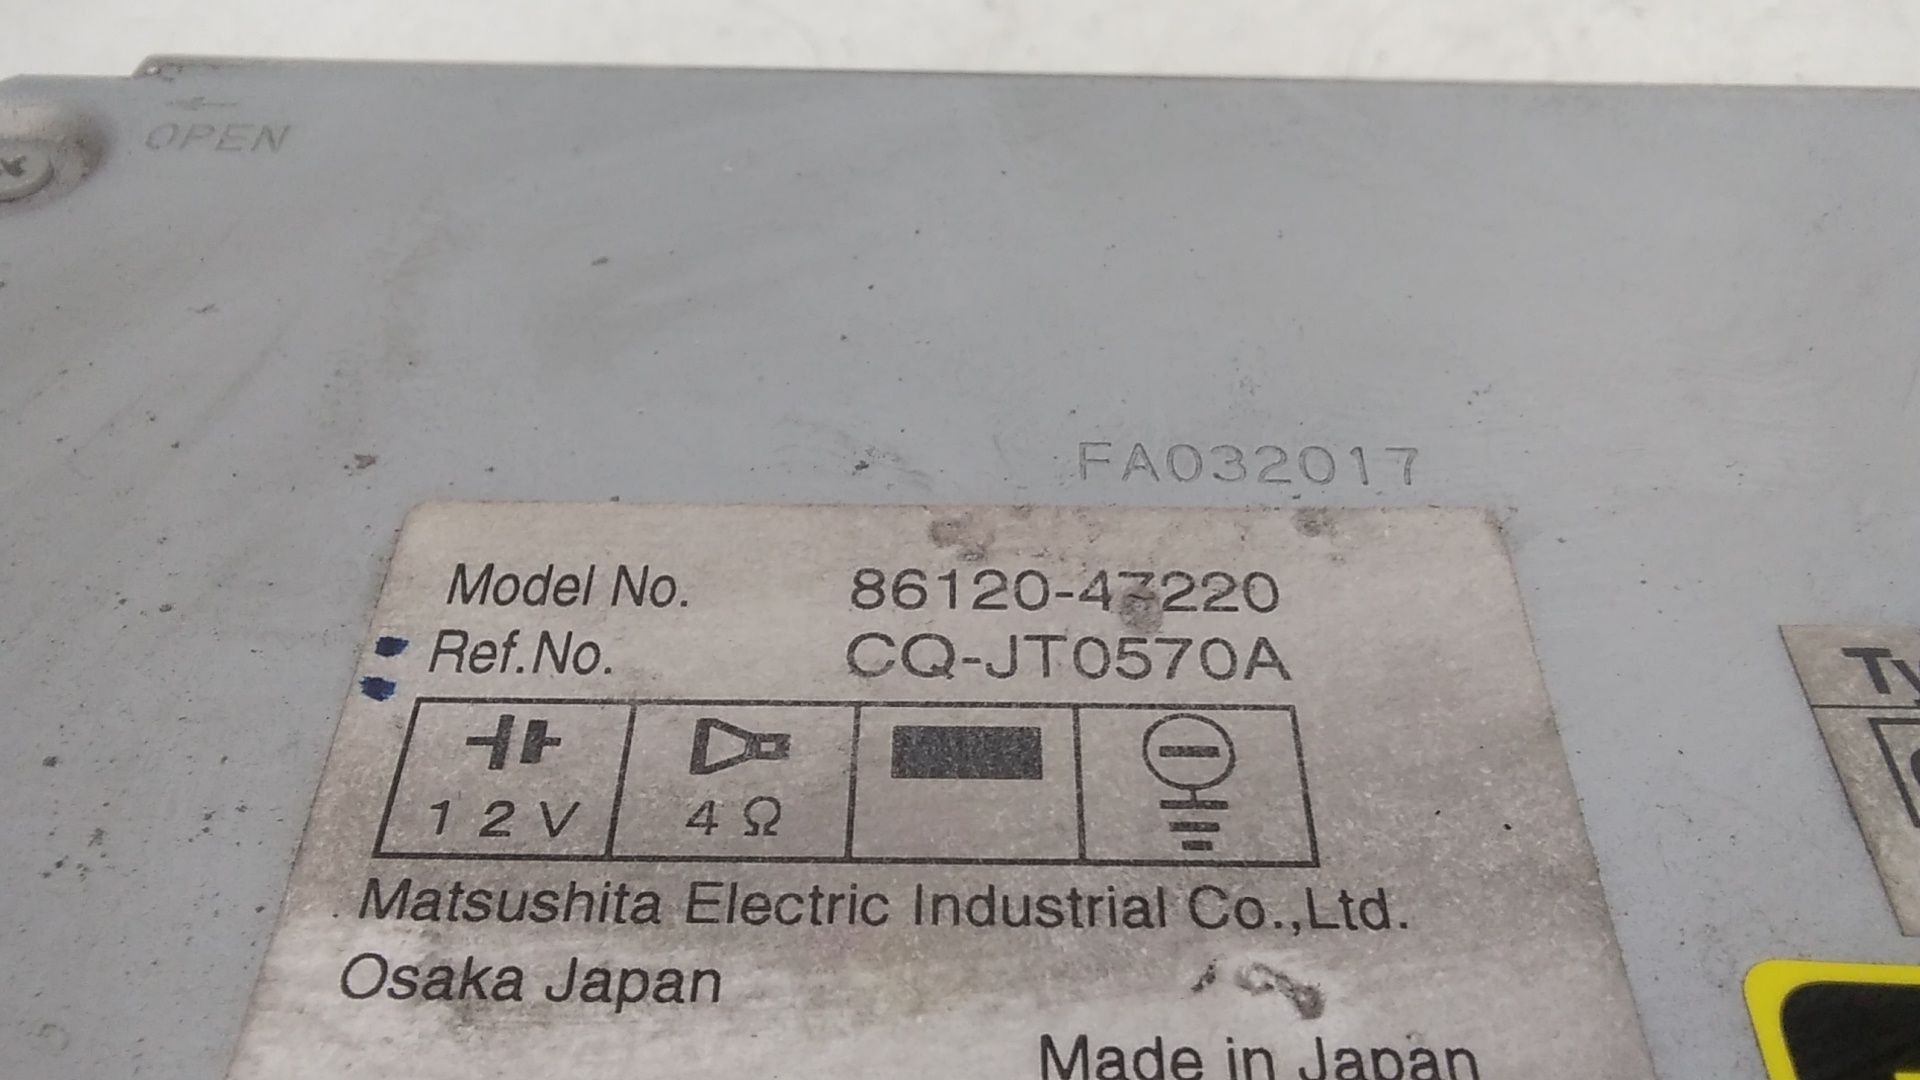 OPEN
FA032017
Model No. 86120-47220
Ref.No. CQ-JT0570A
12V 4Ω
Matsushita Electric Industrial Co.,Ltd.
Osaka Japan
Made in Japan